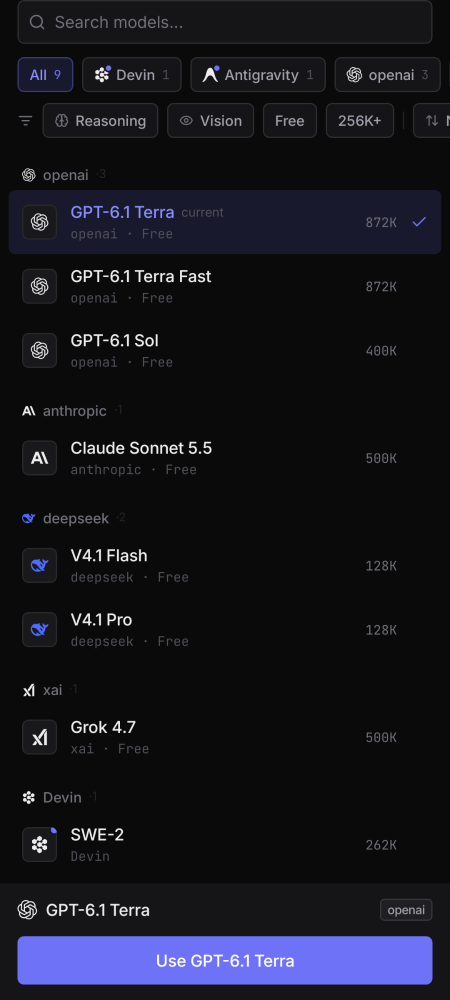 Search models...
All 9 Devin 1 Antigravity 1 openai 3
Reasoning Vision Free 256K+
openai ·3
GPT-6.1 Terra current
openai · Free
872K
GPT-6.1 Terra Fast
openai · Free
872K
GPT-6.1 Sol
openai · Free
400K
anthropic ·1
Claude Sonnet 5.5
anthropic · Free
500K
deepseek ·2
V4.1 Flash
deepseek · Free
128K
V4.1 Pro
deepseek · Free
128K
xai ·1
Grok 4.7
xai · Free
500K
Devin ·1
SWE-2
Devin
262K
GPT-6.1 Terra openai
Use GPT-6.1 Terra